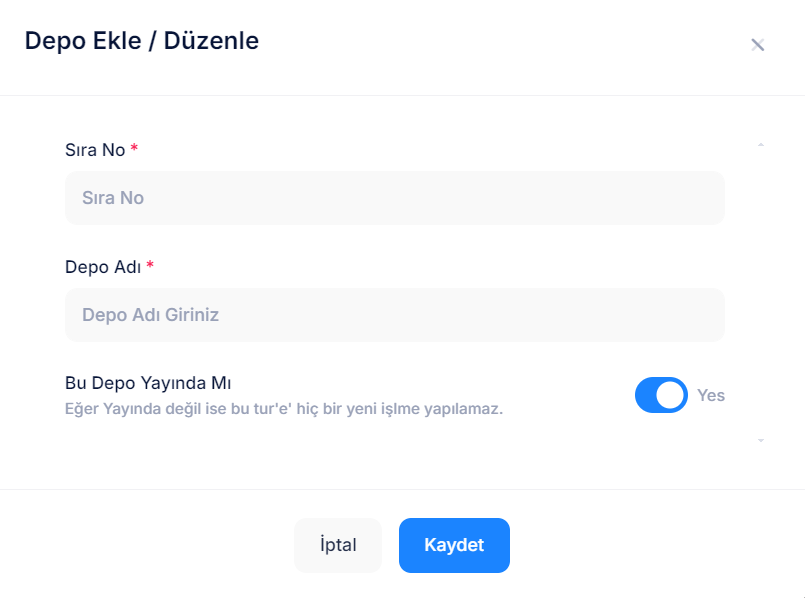 Depo Ekle / Düzenle
Sıra No *
Sıra No
Depo Adı *
Depo Adı Giriniz
Bu Depo Yayında Mı
Eğer Yayında değil ise bu tur'e' hiç bir yeni işlme yapılamaz.
Yes
İptal
Kaydet